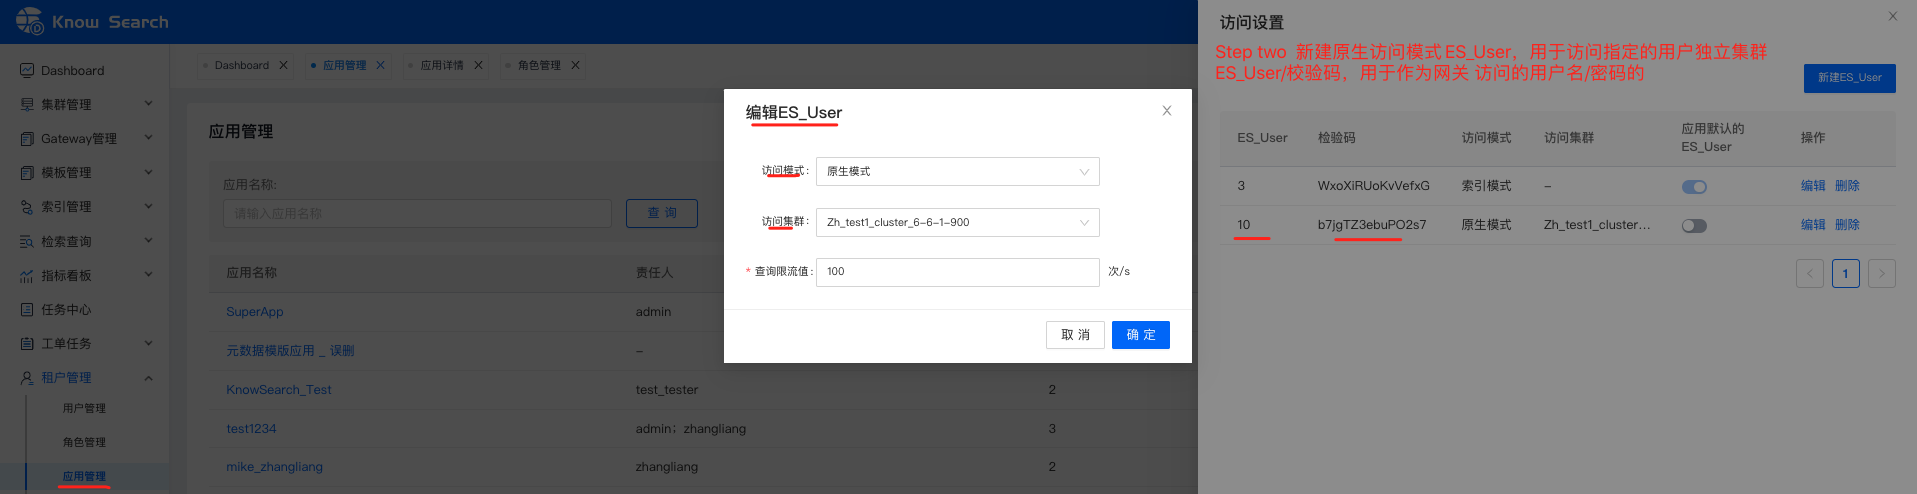 Know Search
Dashboard
集群管理
Gateway管理
模板管理
索引管理
检索查询
指标看板
任务中心
工单任务
租户管理
用户管理
角色管理
应用管理
Dashboard 应用管理 应用详情 角色管理
应用管理
应用名称:
请输入应用名称
查 询
应用名称 责任人
SuperApp admin
元数据模版应用 _ 误删 -
KnowSearch_Test test_tester 2
test1234 admin；zhangliang 3
mike_zhangliang zhangliang 2
编辑ES_User
访问模式： 原生模式
访问集群： Zh_test1_cluster_6-6-1-900
* 查询限流值： 100 次/s
取 消 确 定
访问设置
Step two 新建原生访问模式 ES_User，用于访问指定的用户独立集群
ES_User/校验码，用于作为网关 访问的用户名/密码的
新建ES_User
ES_User 检验码 访问模式 访问集群 应用默认的
ES_User 操作
3 WxoXiRUoKvVefxG 索引模式 - 编辑 删除
10 b7jgTZ3ebuPO2s7 原生模式 Zh_test1_cluster... 编辑 删除
1